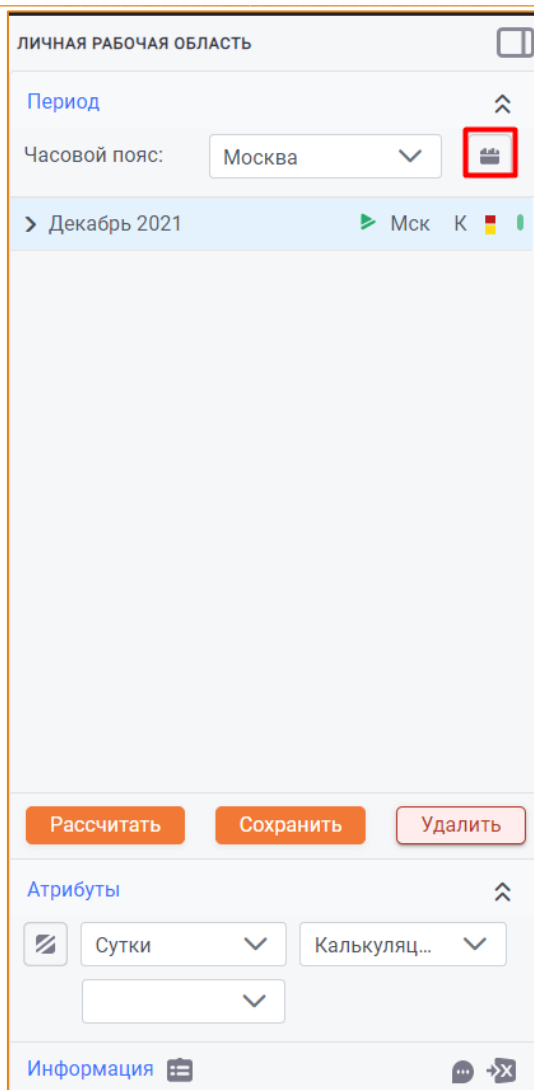 ЛИЧНАЯ РАБОЧАЯ ОБЛАСТЬ
Период
Часовой пояс: Москва
Декабрь 2021 Мск К
Рассчитать Сохранить Удалить
Атрибуты
Сутки Калькуляц...
Информация